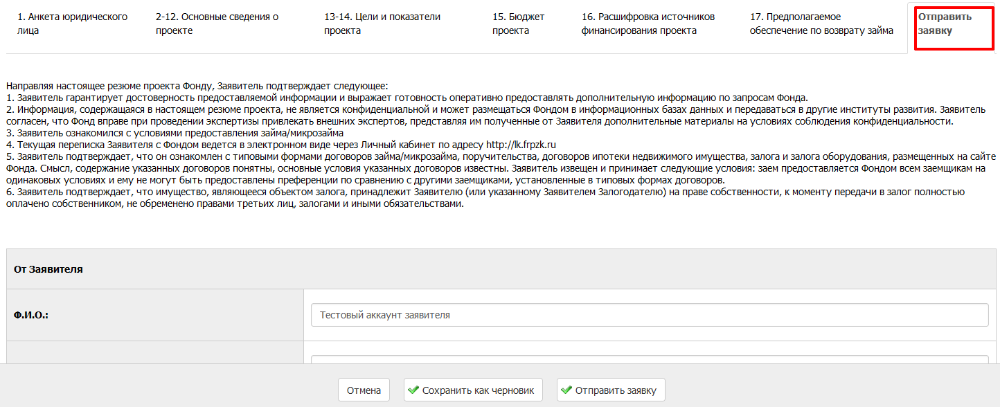 1. Анкета юридического лица
2-12. Основные сведения о проекте
13-14. Цели и показатели проекта
15. Бюджет проекта
16. Расшифровка источников финансирования проекта
17. Предполагаемое обеспечение по возврату займа
Отправить заявку
Направляя настоящее резюме проекта Фонду, Заявитель подтверждает следующее:
1. Заявитель гарантирует достоверность предоставляемой информации и выражает готовность оперативно предоставлять дополнительную информацию по запросам Фонда.
2. Информация, содержащаяся в настоящем резюме проекта, не является конфиденциальной и может размещаться Фондом в информационных базах данных и передаваться в другие институты развития. Заявитель
согласен, что Фонд вправе при проведении экспертизы привлекать внешних экспертов, представляя им полученные от Заявителя дополнительные материалы на условиях соблюдения конфиденциальности.
3. Заявитель ознакомился с условиями предоставления займа/микрозайма
4. Текущая переписка Заявителя с Фондом ведется в электронном виде через Личный кабинет по адресу http://lk.frpzk.ru
5. Заявитель подтверждает, что он ознакомлен с типовыми формами договоров займа/микрозайма, поручительства, договоров ипотеки недвижимого имущества, залога и залога оборудования, размещенных на сайте
Фонда. Смысл, содержание указанных договоров понятны, основные условия указанных договоров известны. Заявитель извещен и принимает следующие условия: заем предоставляется Фондом всем заемщикам на
одинаковых условиях и ему не могут быть предоставлены преференции по сравнению с другими заемщиками, установленные в типовых формах договоров.
6. Заявитель подтверждает, что имущество, являющееся объектом залога, принадлежит Заявителю (или указанному Заявителем Залогодателю) на праве собственности, к моменту передачи в залог полностью
оплачено собственником, не обременено правами третьих лиц, залогами и иными обязательствами.
От Заявителя
Ф.И.О.:
Тестовый аккаунт заявителя
Отмена
Сохранить как черновик
Отправить заявку